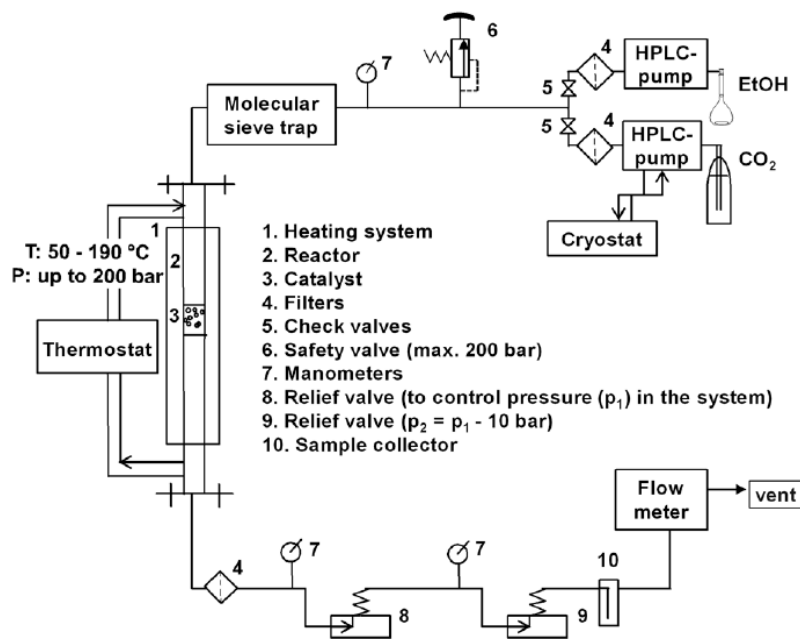 6
4
HPLC-
pump
EtOH
7
5
Molecular
sieve trap
5
4
HPLC-
pump
CO₂
Cryostat
1
T: 50 - 190 °C
P: up to 200 bar
2
3
Thermostat
1. Heating system
2. Reactor
3. Catalyst
4. Filters
5. Check valves
6. Safety valve (max. 200 bar)
7. Manometers
8. Relief valve (to control pressure (p₁) in the system)
9. Relief valve (p₂ = p₁ - 10 bar)
10. Sample collector
Flow
meter
vent
4
7
8
7
9
10